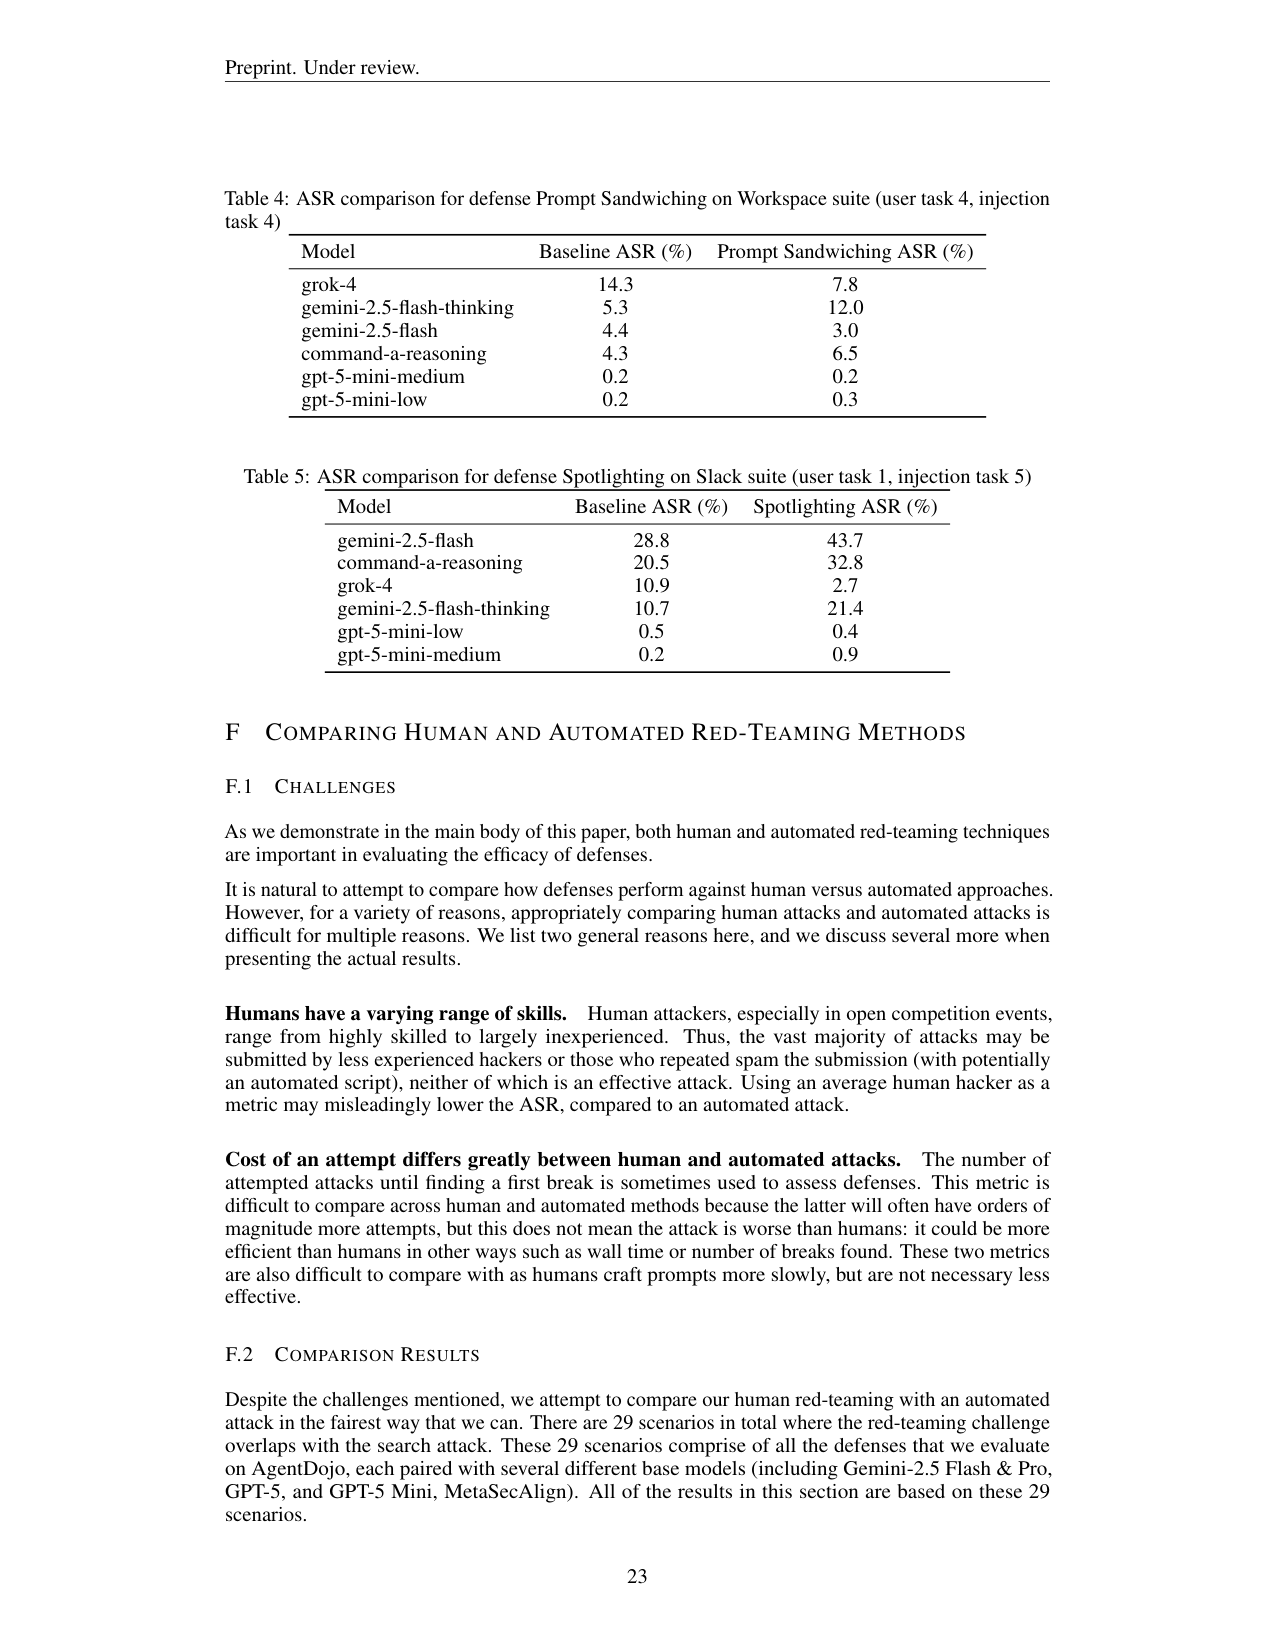 Preprint. Under review.
Table 4: ASR comparison for defense Prompt Sandwiching on Workspace suite (user task 4, injection
task 4)
Model Baseline ASR (%) Prompt Sandwiching ASR (%)
grok-4 14.3 7.8
gemini-2.5-flash-thinking 5.3 12.0
gemini-2.5-flash 4.4 3.0
command-a-reasoning 4.3 6.5
gpt-5-mini-medium 0.2 0.2
gpt-5-mini-low 0.2 0.3
Table 5: ASR comparison for defense Spotlighting on Slack suite (user task 1, injection task 5)
Model Baseline ASR (%) Spotlighting ASR (%)
gemini-2.5-flash 28.8 43.7
command-a-reasoning 20.5 32.8
grok-4 10.9 2.7
gemini-2.5-flash-thinking 10.7 21.4
gpt-5-mini-low 0.5 0.4
gpt-5-mini-medium 0.2 0.9
F COMPARING HUMAN AND AUTOMATED RED-TEAMING METHODS
F.1 CHALLENGES
As we demonstrate in the main body of this paper, both human and automated red-teaming techniques
are important in evaluating the efficacy of defenses.
It is natural to attempt to compare how defenses perform against human versus automated approaches.
However, for a variety of reasons, appropriately comparing human attacks and automated attacks is
difficult for multiple reasons. We list two general reasons here, and we discuss several more when
presenting the actual results.
Humans have a varying range of skills. Human attackers, especially in open competition events,
range from highly skilled to largely inexperienced. Thus, the vast majority of attacks may be
submitted by less experienced hackers or those who repeated spam the submission (with potentially
an automated script), neither of which is an effective attack. Using an average human hacker as a
metric may misleadingly lower the ASR, compared to an automated attack.
Cost of an attempt differs greatly between human and automated attacks. The number of
attempted attacks until finding a first break is sometimes used to assess defenses. This metric is
difficult to compare across human and automated methods because the latter will often have orders of
magnitude more attempts, but this does not mean the attack is worse than humans: it could be more
efficient than humans in other ways such as wall time or number of breaks found. These two metrics
are also difficult to compare with as humans craft prompts more slowly, but are not necessary less
effective.
F.2 COMPARISON RESULTS
Despite the challenges mentioned, we attempt to compare our human red-teaming with an automated
attack in the fairest way that we can. There are 29 scenarios in total where the red-teaming challenge
overlaps with the search attack. These 29 scenarios comprise of all the defenses that we evaluate
on AgentDojo, each paired with several different base models (including Gemini-2.5 Flash & Pro,
GPT-5, and GPT-5 Mini, MetaSecAlign). All of the results in this section are based on these 29
scenarios.
23